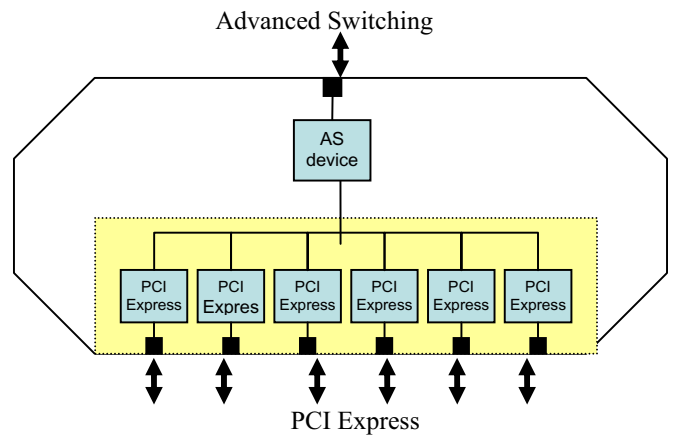 Advanced Switching
AS
device
PCI
Express
PCI
Expres
PCI
Express
PCI
Express
PCI
Express
PCI
Express
PCI Express